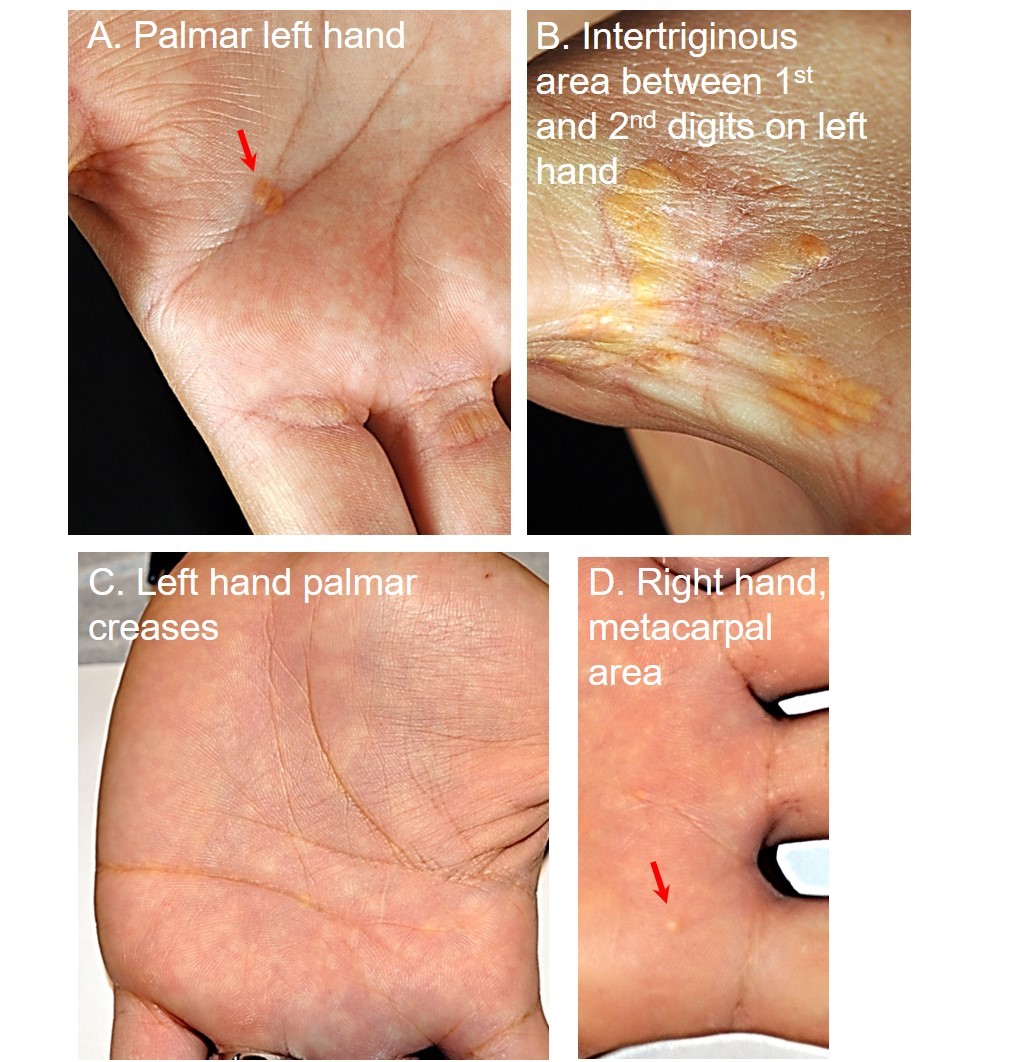 A. Palmar left hand
B. Intertriginous
area between 1st
and 2nd digits on left
hand
C. Left hand palmar
creases
D. Right hand,
metacarpal
area